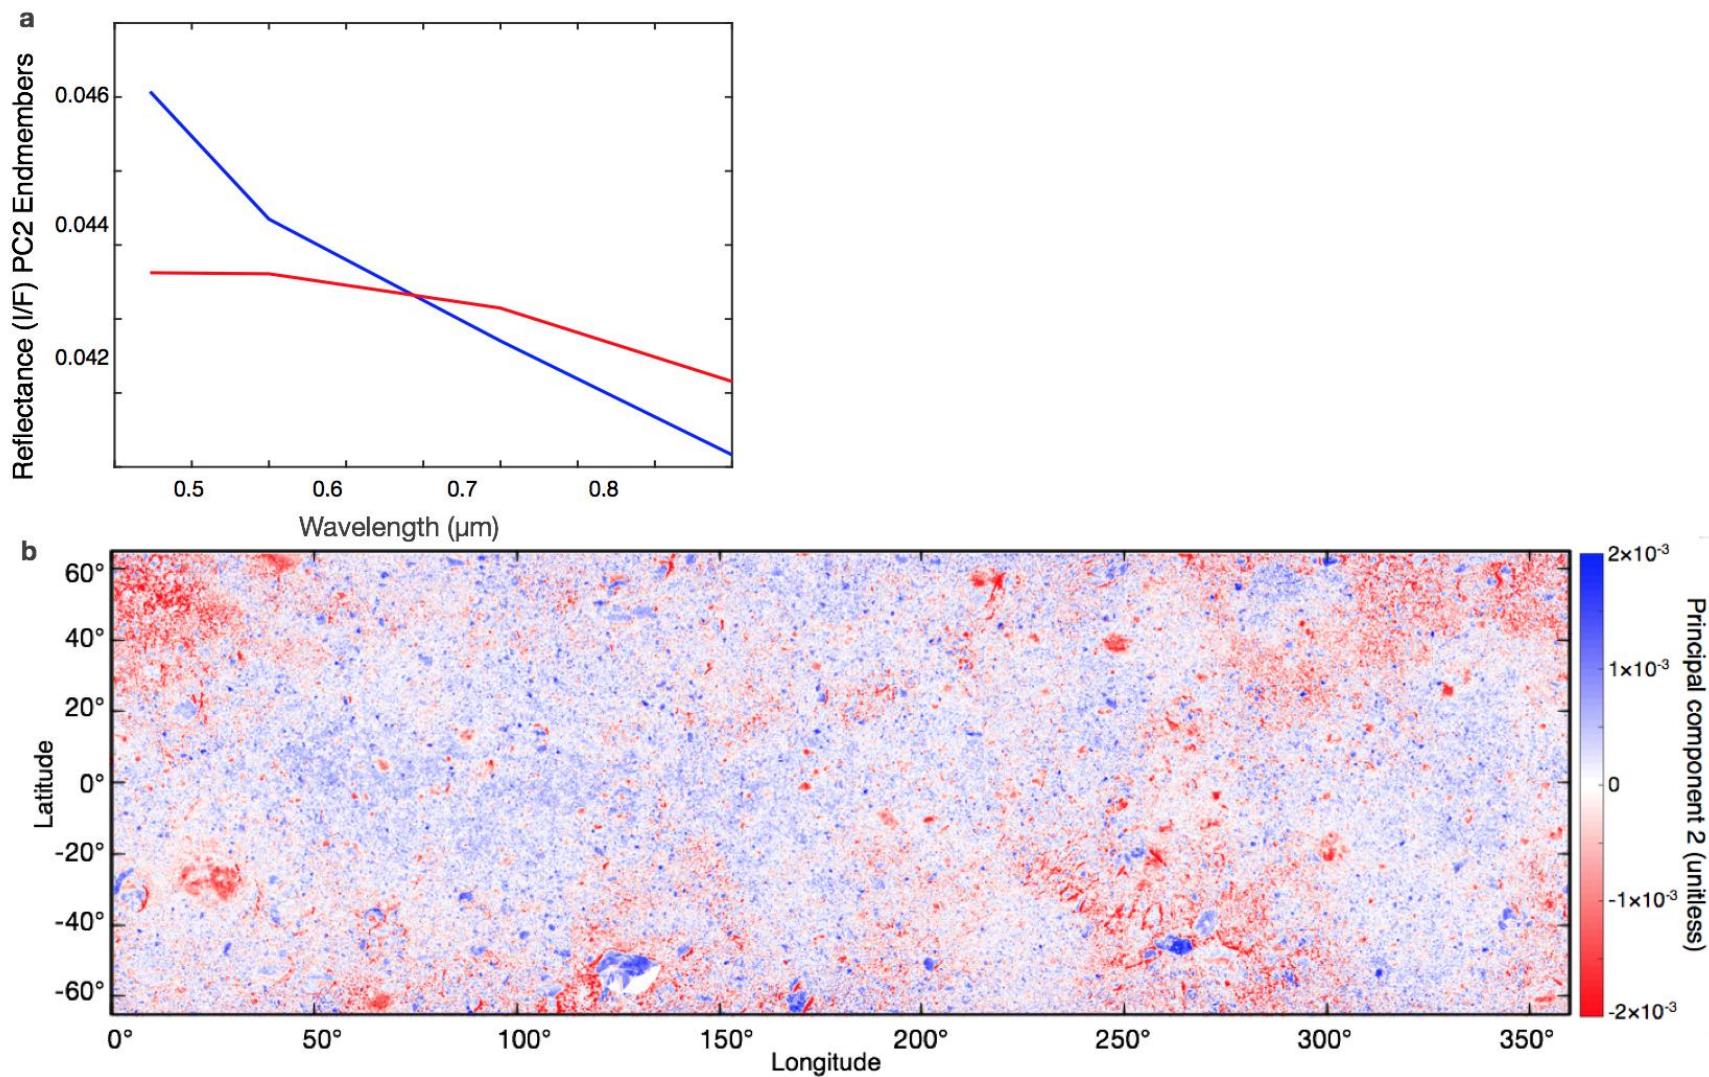 a
Reflectance (I/F) PC2 Endmembers
0.046
0.044
0.042
0.5 0.6 0.7 0.8
Wavelength (μm)
b
Latitude
60°
40°
20°
0°
-20°
-40°
-60°
0° 50° 100° 150° 200° 250° 300° 350°
Longitude
2×10⁻³
1×10⁻³
0
-1×10⁻³
-2×10⁻³
Principal component 2 (unitless)